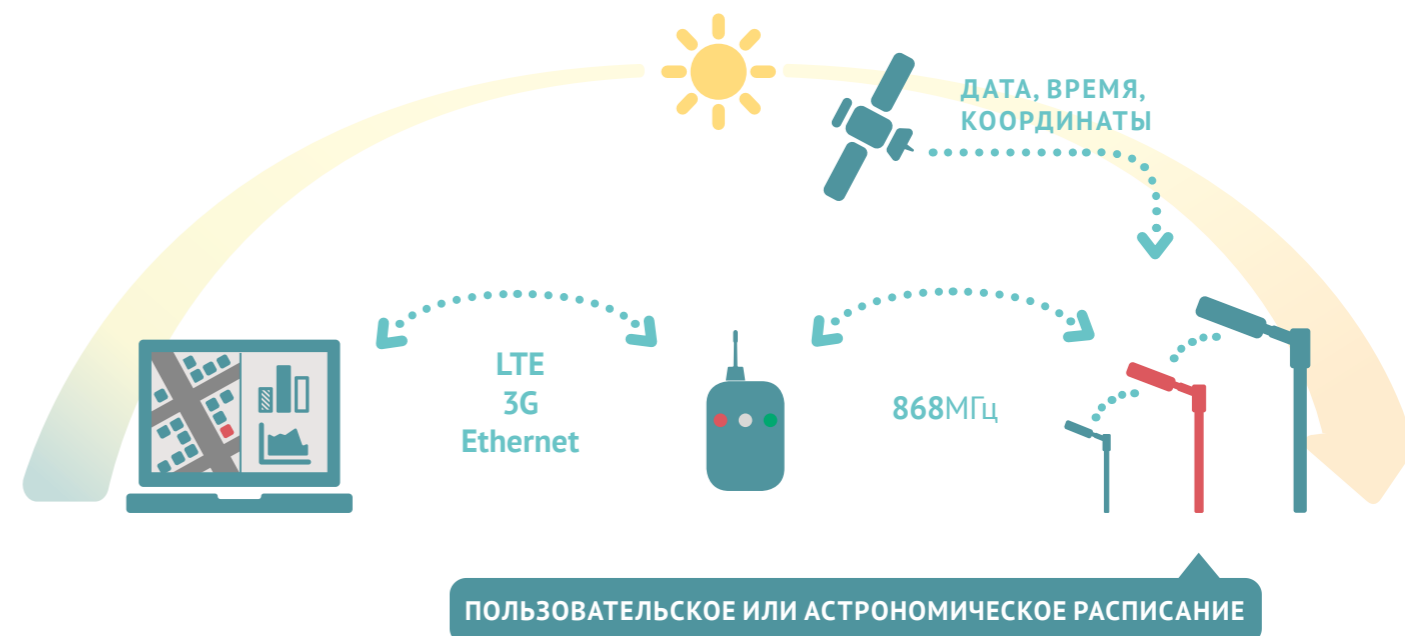 ДАТА, ВРЕМЯ,
КООРДИНАТЫ
LTE
3G
Ethernet
868МГц
ПОЛЬЗОВАТЕЛЬСКОЕ ИЛИ АСТРОНОМИЧЕСКОЕ РАСПИСАНИЕ